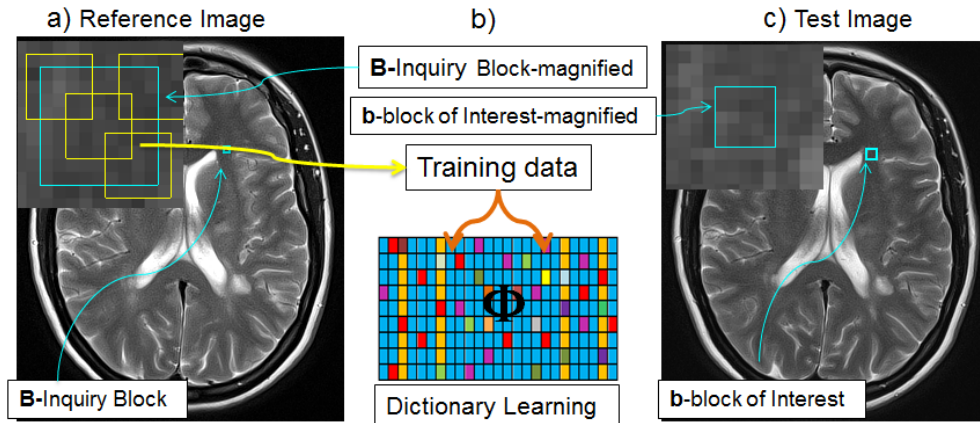 a) Reference Image
b)
c) Test Image
B-Inquiry Block-magnified
b-block of Interest-magnified
Training data
Φ
B-Inquiry Block
Dictionary Learning
b-block of Interest